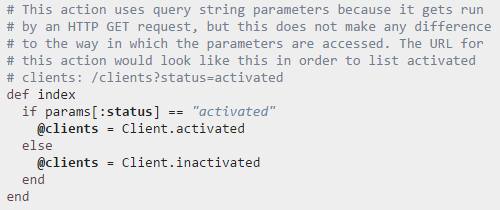 # This action uses query string parameters because it gets run
# by an HTTP GET request, but this does not make any difference
# to the way in which the parameters are accessed. The URL for
# this action would look like this in order to list activated
# clients: /clients?status=activated
def index
  if params[:status] == "activated"
    @clients = Client.activated
  else
    @clients = Client.inactivated
  end
end